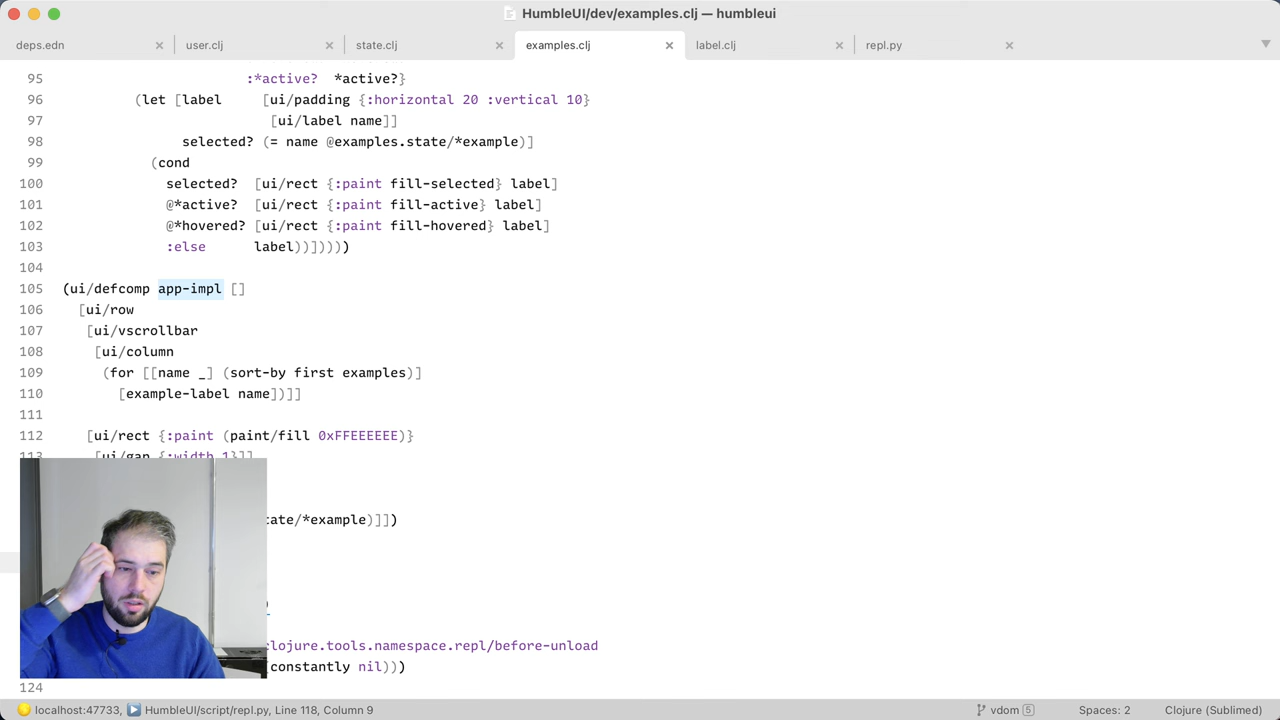 HumbleUI/dev/examples.clj — humbleui
deps.edn × user.clj × state.clj × examples.clj × label.clj × repl.py ×
95 :*active? *active?}
96 (let [label [ui/padding {:horizontal 20 :vertical 10}
97 [ui/label name]]
98 selected? (= name @examples.state/*example)]
99 (cond
100 selected? [ui/rect {:paint fill-selected} label]
101 @*active? [ui/rect {:paint fill-active} label]
102 @*hovered? [ui/rect {:paint fill-hovered} label]
103 :else label))]))))
104
105 (ui/defcomp app-impl []
106 [ui/row
107 [ui/vscrollbar
108 [ui/column
109 (for [[name _] (sort-by first examples)]
110 [example-label name])]]
111
112 [ui/rect {:paint (paint/fill 0xFFEEEEEE)}
113 [ui/gap {:width 1}]]
tate/*example)]])
clojure.tools.namespace.repl/before-unload
(constantly nil)))
124
localhost:47733, HumbleUI/script/repl.py, Line 118, Column 9 vdom 5 Spaces: 2 Clojure (Sublimed)